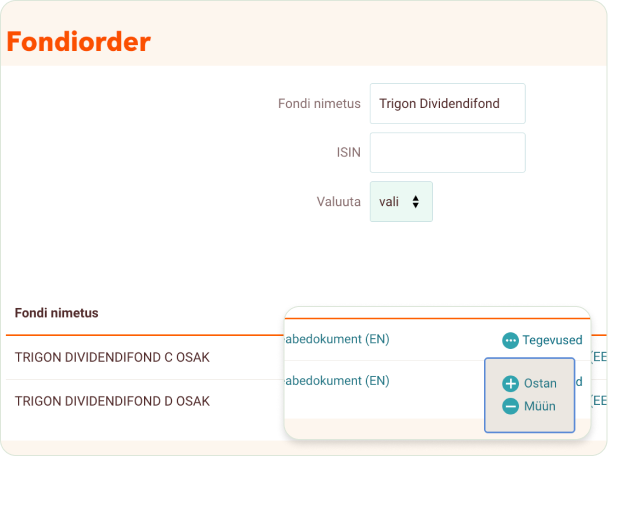 Fondiorder
Fondi nimetus Trigon Dividendifond
ISIN
Valuuta vali
Fondi nimetus
abedokument (EN) Tegevused
TRIGON DIVIDENDIFOND C OSAK (EE
abedokument (EN) d
Ostan
TRIGON DIVIDENDIFOND D OSAK (EE
Müün